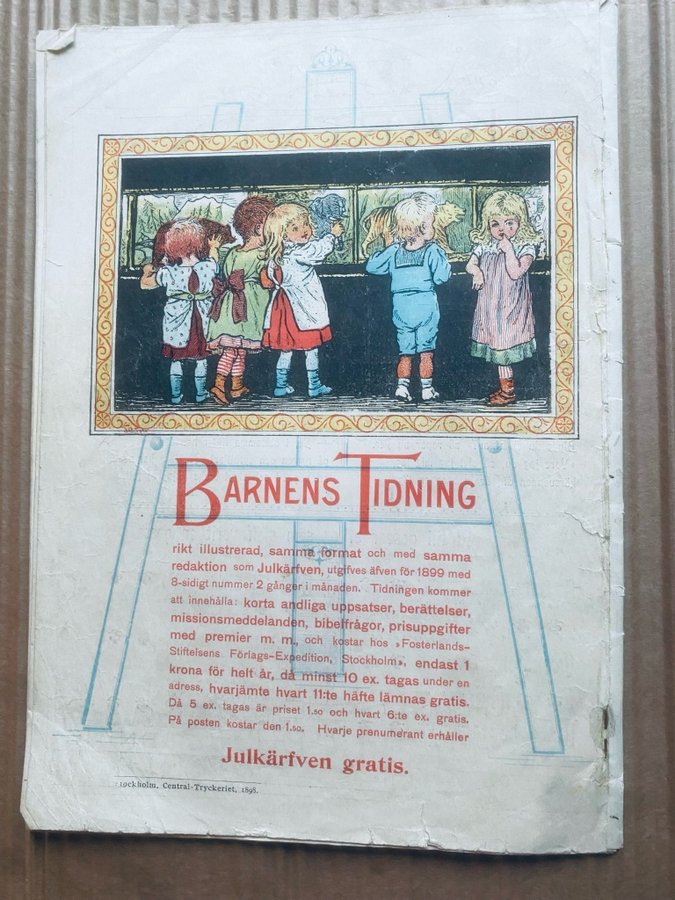 BARNENS TIDNING
rikt illustrerad, samma format och med samma
redaktion som Julkärfven, utgifves äfven för 1899 med
8-sidigt nummer 2 gånger i månaden. Tidningen kommer
att innehålla: korta andliga uppsatser, berättelser,
missionsmeddelanden, bibelfrågor, prisuppgifter
med premier m. m., och kostar hos »Fosterlands-
Stiftelsens Förlags-Expedition, Stockholm», endast 1
krona för helt år, då minst 10 ex. tagas under en
adress, hvarjämte hvart 11:te häfte lämnas gratis.
Då 5 ex. tagas är priset 1.50 och hvart 6:te ex. gratis.
På posten kostar den 1.50. Hvarje prenumerant erhåller
Julkärfven gratis.
Stockholm, Central-Tryckeriet, 1898.